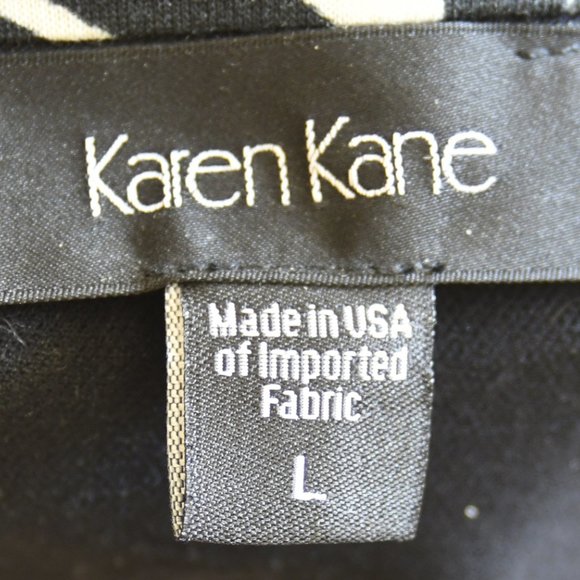 Karen Kane
Made in USA
of Imported
Fabric
L